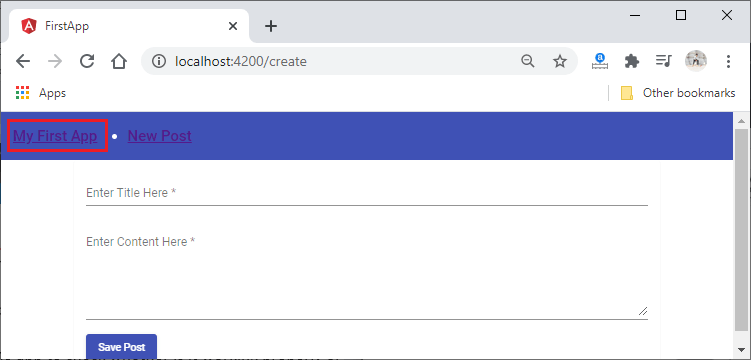 FirstApp
localhost:4200/create
Apps
Other bookmarks
My First App • New Post
Enter Title Here *
Enter Content Here *
Save Post